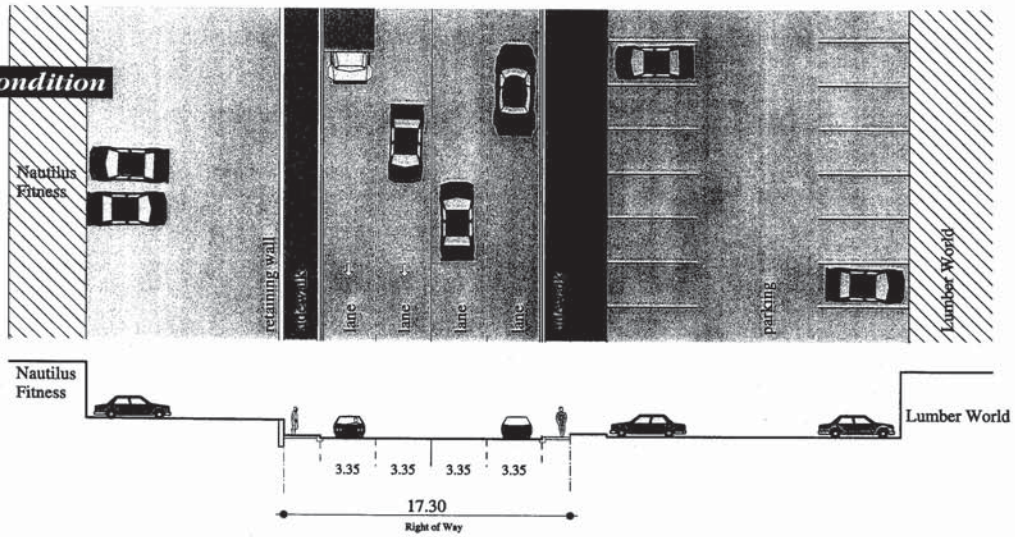 ondition
Nautilus
Fitness
retaining wall
sidewalk
lane
lane
lane
lane
sidewalk
parking
Lumber World
Nautilus
Fitness
Lumber World
3.35
3.35
3.35
3.35
17.30
Right of Way